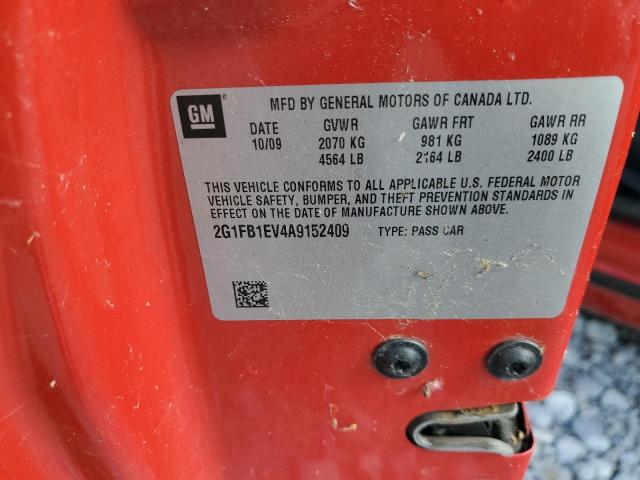 GM
MFD BY GENERAL MOTORS OF CANADA LTD.
DATE GVWR GAWR FRT GAWR RR
10/09 2070 KG 981 KG 1089 KG
4564 LB 2164 LB 2400 LB
THIS VEHICLE CONFORMS TO ALL APPLICABLE U.S. FEDERAL MOTOR
VEHICLE SAFETY, BUMPER, AND THEFT PREVENTION STANDARDS IN
EFFECT ON THE DATE OF MANUFACTURE SHOWN ABOVE.
2G1FB1EV4A9152409 TYPE: PASS CAR